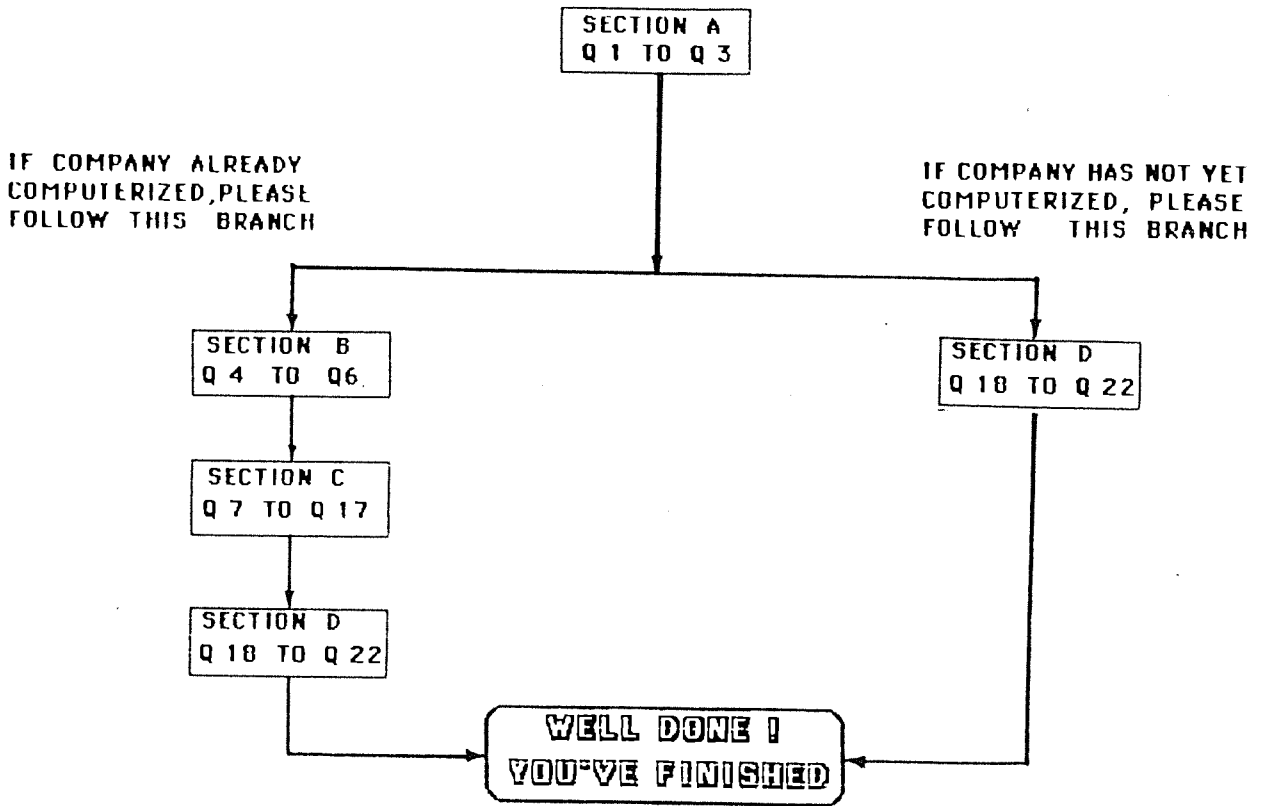 SECTION A
Q 1 TO Q 3
IF COMPANY ALREADY
COMPUTERIZED,PLEASE
FOLLOW THIS BRANCH
IF COMPANY HAS NOT YET
COMPUTERIZED, PLEASE
FOLLOW THIS BRANCH
SECTION B
Q 4 TO Q6
SECTION C
Q 7 TO Q 17
SECTION D
Q 18 TO Q 22
SECTION D
Q 18 TO Q 22
WELL DONE !
YOU'VE FINISHED